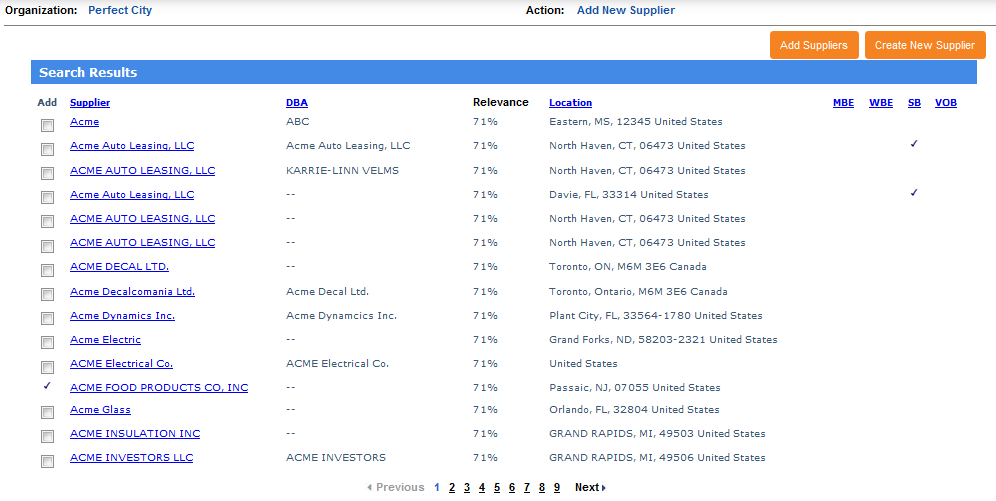 Organization: Perfect City Action: Add New Supplier
Add Suppliers Create New Supplier
Search Results
Add Supplier DBA Relevance Location MBE WBE SB VOB
Acme ABC 71% Eastern, MS, 12345 United States
Acme Auto Leasing, LLC Acme Auto Leasing, LLC 71% North Haven, CT, 06473 United States ✓
ACME AUTO LEASING, LLC KARRIE-LINN VELMS 71% North Haven, CT, 06473 United States
Acme Auto Leasing, LLC -- 71% Davie, FL, 33314 United States ✓
ACME AUTO LEASING, LLC -- 71% North Haven, CT, 06473 United States
ACME AUTO LEASING, LLC -- 71% North Haven, CT, 06473 United States
ACME DECAL LTD. -- 71% Toronto, ON, M6M 3E6 Canada
Acme Decalcomania Ltd. Acme Decal Ltd. 71% Toronto, Ontario, M6M 3E6 Canada
Acme Dynamics Inc. Acme Dynamcics Inc. 71% Plant City, FL, 33564-1780 United States
Acme Electric -- 71% Grand Forks, ND, 58203-2321 United States
ACME Electrical Co. ACME Electrical Co. 71% United States
✓ ACME FOOD PRODUCTS CO, INC -- 71% Passaic, NJ, 07055 United States
Acme Glass -- 71% Orlando, FL, 32804 United States
ACME INSULATION INC -- 71% GRAND RAPIDS, MI, 49503 United States
ACME INVESTORS LLC ACME INVESTORS 71% GRAND RAPIDS, MI, 49506 United States
Previous 1 2 3 4 5 6 7 8 9 Next